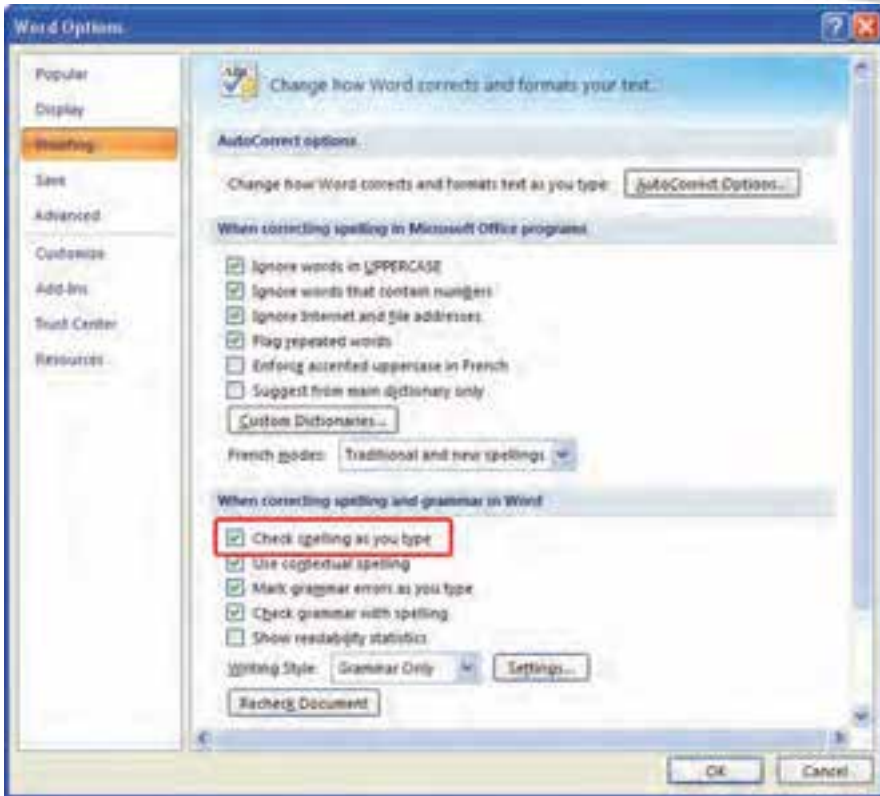 Word Options
?
Popular
Display
Proofing
Save
Advanced
Customize
Add-Ins
Trust Center
Resources
ABC
Change how Word corrects and formats your text.
AutoCorrect options
Change how Word corrects and formats text as you type: AutoCorrect Options...
When correcting spelling in Microsoft Office programs
Ignore words in UPPERCASE
Ignore words that contain numbers
Ignore Internet and file addresses
Flag repeated words
Enforce accented uppercase in French
Suggest from main dictionary only
Custom Dictionaries...
French modes: Traditional and new spellings
When correcting spelling and grammar in Word
Check spelling as you type
Use contextual spelling
Mark grammar errors as you type
Check grammar with spelling
Show readability statistics
Writing Style: Grammar Only Settings...
Recheck Document
OK Cancel